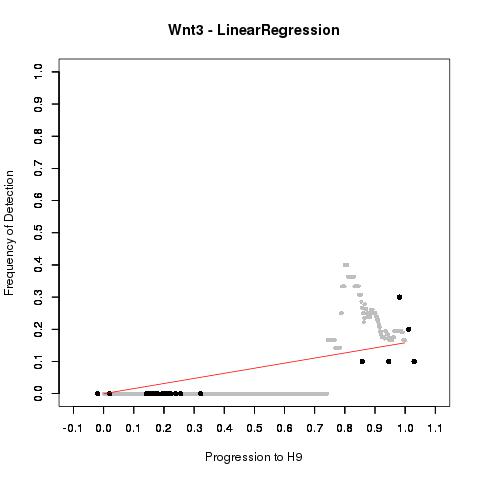 Wnt3 - LinearRegression
1.0
0.9
0.8
0.7
0.6
0.5
0.4
0.3
0.2
0.1
0.0
Frequency of Detection
-0.1 0.0 0.1 0.2 0.3 0.4 0.5 0.6 0.7 0.8 0.9 1.0 1.1
Progression to H9